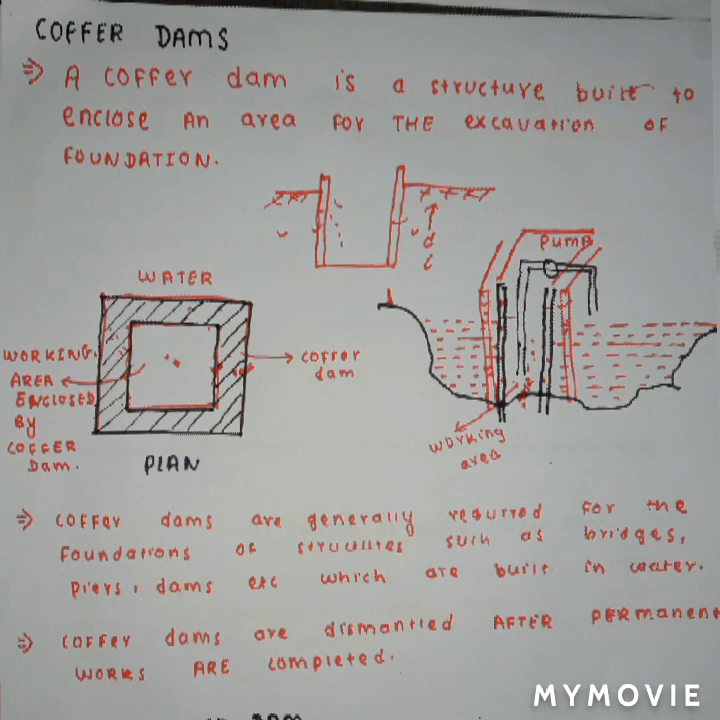 COFFER DAMS
⇒ A coffer dam is a structure built to
enclose An area FOR THE excavation OF
FOUNDATION.
d
Pump
WATER
WORKING
AREA
ENCLOSED
By
COFFER
Dam.
coffer
dam
working
area
PLAN
⇒ coffer dams are generally required for the
foundations of structures such as bridges,
piers, dams etc which are built in water.
⇒ coffer dams are dismantled AFTER PERMANENT
WORKS ARE completed.
MYMOVIE